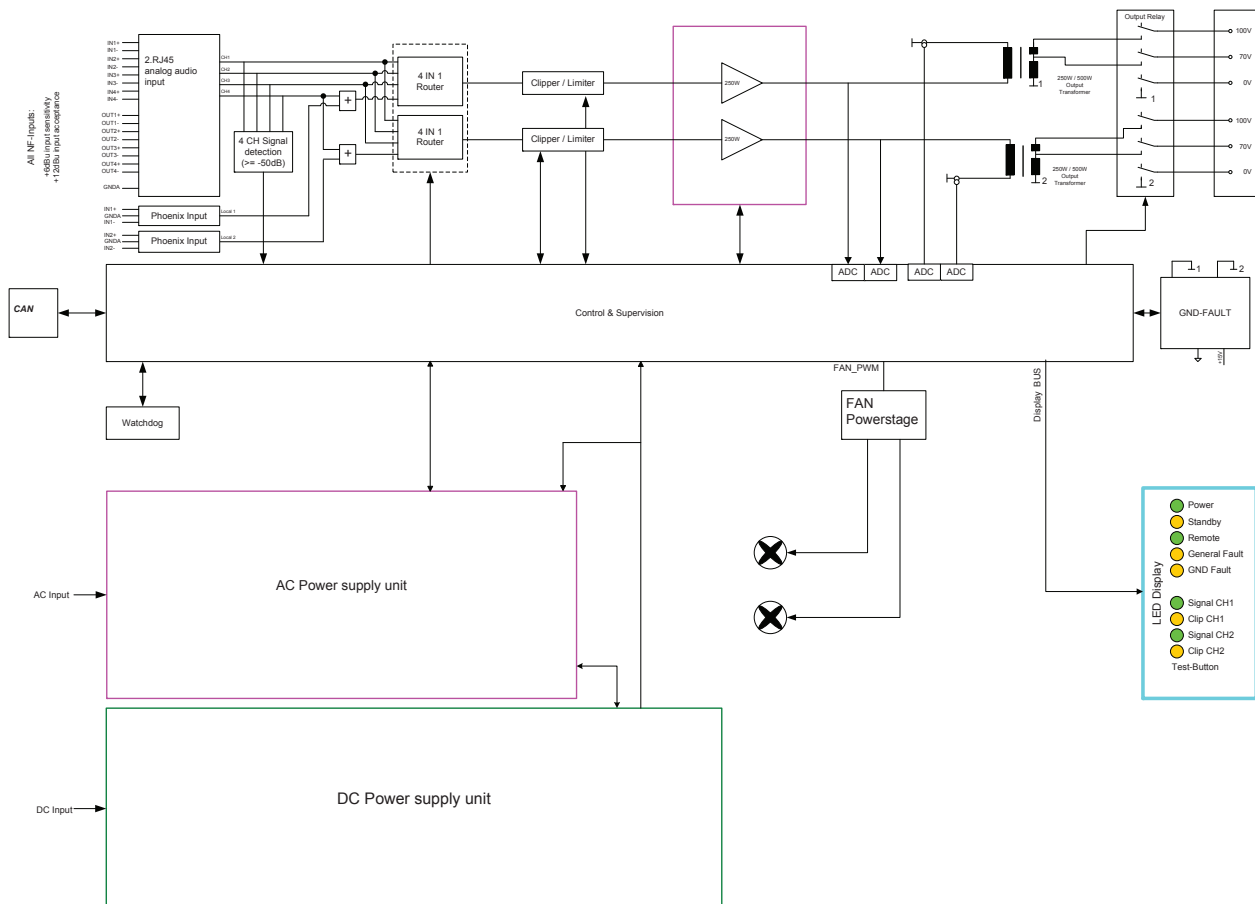 All NF-Inputs:
+6dBu input sensitivity
+12dBu input acceptance
IN1+
IN1-
IN2+
IN2-
IN3+
IN3-
IN4+
IN4-
OUT1+
OUT1-
OUT2+
OUT2-
OUT3+
OUT3-
OUT4+
OUT4-
GNDA
2.RJ45
analog audio
input
CH1
CH2
CH3
CH4
4 CH Signal
detection
(>= -50dB)
IN1+
GNDA
IN1-
Phoenix Input
Local 1
IN2+
GNDA
IN2-
Phoenix Input
Local 2
+
+
4 IN 1
Router
4 IN 1
Router
Clipper / Limiter
Clipper / Limiter
250W
250W
1
250W / 500W
Output
Transformer
2
250W / 500W
Output
Transformer
Output Relay
1
2
100V
70V
0V
100V
70V
0V
ADC
ADC
ADC
ADC
CAN
Control & Supervision
1
2
GND-FAULT
+15V
Watchdog
FAN_PWM
FAN
Powerstage
Display BUS
AC Input
AC Power supply unit
DC Input
DC Power supply unit
LED Display
Power
Standby
Remote
General Fault
GND Fault
Signal CH1
Clip CH1
Signal CH2
Clip CH2
Test-Button